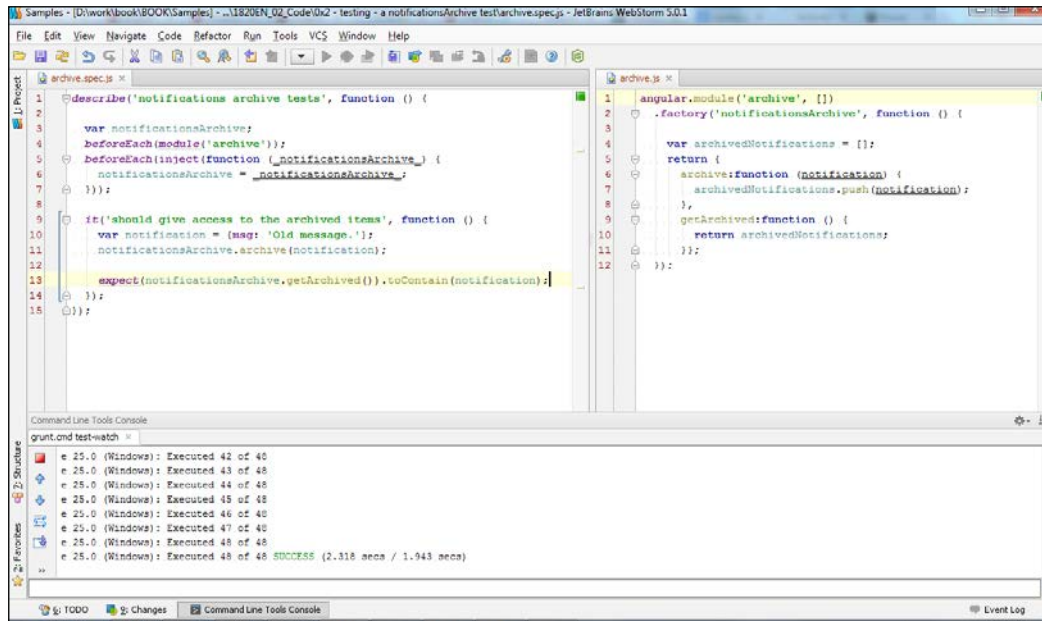 Samples - [D:\work\book\BOOK\Samples] - ...\1820EN_02_Code\0x2 - testing - a notificationsArchive test\archive.spec.js - JetBrains WebStorm 5.0.1
File Edit View Navigate Code Refactor Run Tools VCS Window Help
1: Project
archive.spec.js
1 describe('notifications archive tests', function () {
2
3 var notificationsArchive;
4 beforeEach(module('archive'));
5 beforeEach(inject(function (_notificationsArchive_) {
6 notificationsArchive = _notificationsArchive_;
7 }));
8
9 it('should give access to the archived items', function () {
10 var notification = {msg: 'Old message.'};
11 notificationsArchive.archive(notification);
12
13 expect(notificationsArchive.getArchived()).toContain(notification);
14 });
15 });
archive.js
1 angular.module('archive', [])
2 .factory('notificationsArchive', function () {
3
4 var archivedNotifications = [];
5 return {
6 archive:function (notification) {
7 archivedNotifications.push(notification);
8 },
9 getArchived:function () {
10 return archivedNotifications;
11 }};
12 });
Command Line Tools Console
grunt.cmd test-watch
7: Structure
2: Favorites
e 25.0 (Windows): Executed 42 of 48
e 25.0 (Windows): Executed 43 of 48
e 25.0 (Windows): Executed 44 of 48
e 25.0 (Windows): Executed 45 of 48
e 25.0 (Windows): Executed 46 of 48
e 25.0 (Windows): Executed 47 of 48
e 25.0 (Windows): Executed 48 of 48
e 25.0 (Windows): Executed 48 of 48 SUCCESS (2.318 secs / 1.943 secs)
6: TODO 9: Changes Command Line Tools Console Event Log